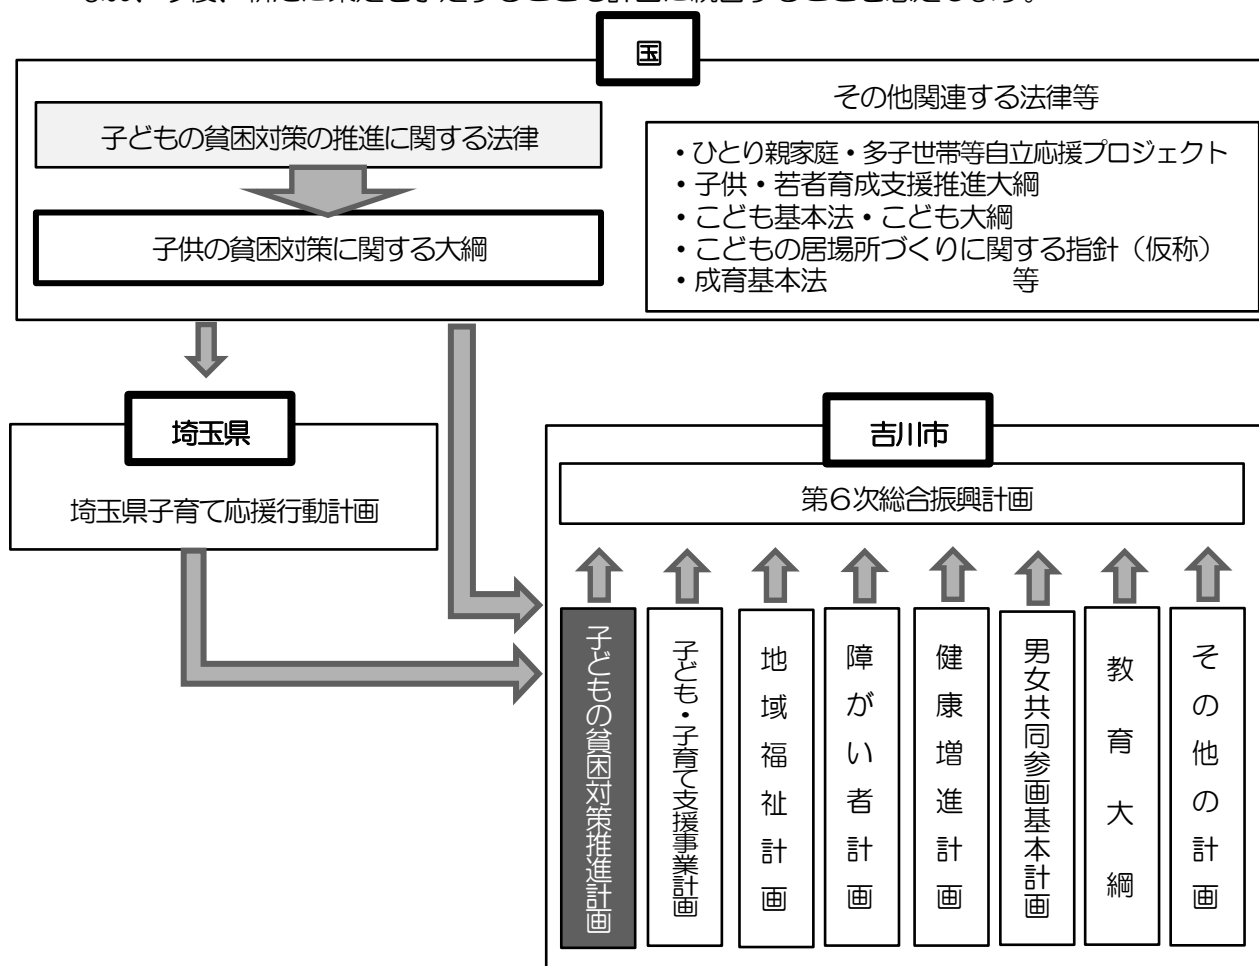 国
子どもの貧困対策の推進に関する法律
子供の貧困対策に関する大綱
その他関連する法律等
・ひとり親家庭・多子世帯等自立応援プロジェクト
・子供・若者育成支援推進大綱
・こども基本法・こども大綱
・こどもの居場所づくりに関する指針（仮称）
・成育基本法 等
埼玉県
埼玉県子育て応援行動計画
吉川市
第６次総合振興計画
子どもの貧困対策推進計画
子ども・子育て支援事業計画
地域福祉計画
障がい者計画
健康増進計画
男女共同参画基本計画
教育大綱
その他の計画